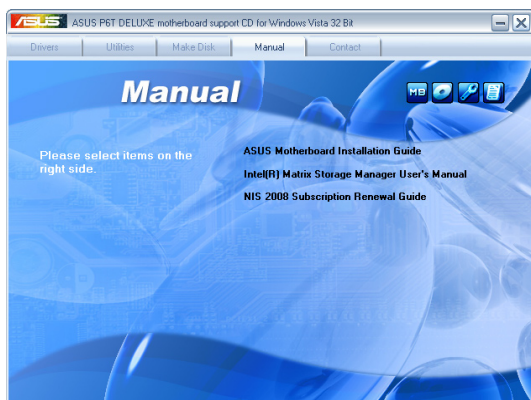 ASUS ASUS P6T DELUXE motherboard support CD for Windows Vista 32 Bit
Drivers Utilities Make Disk Manual Contact
Manual
MB
Please select items on the
right side.
ASUS Motherboard Installation Guide
Intel(R) Matrix Storage Manager User's Manual
NIS 2008 Subscription Renewal Guide